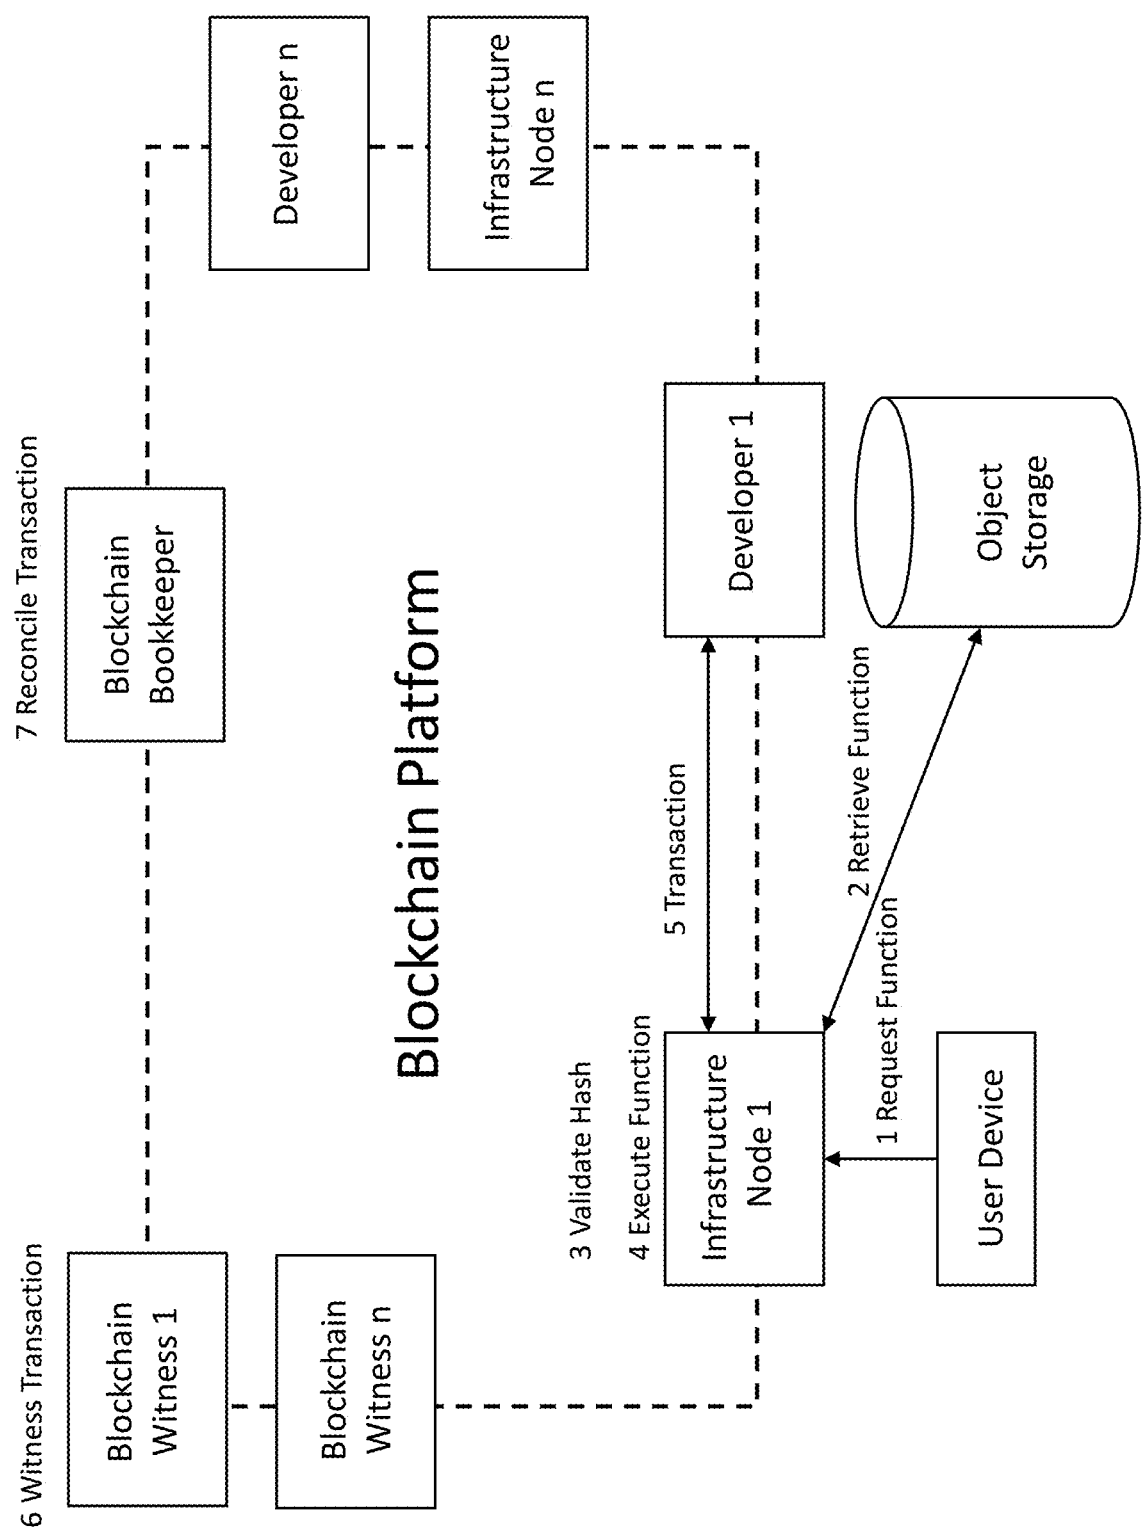 6 Witness Transaction
7 Reconcile Transaction
Blockchain
Witness 1
Blockchain
Bookkeeper
Developer n
Blockchain
Witness n
Blockchain Platform
Infrastructure
Node n
3 Validate Hash
4 Execute Function
5 Transaction
Infrastructure
Node 1
Developer 1
2 Retrieve Function
1 Request Function
User Device
Object
Storage